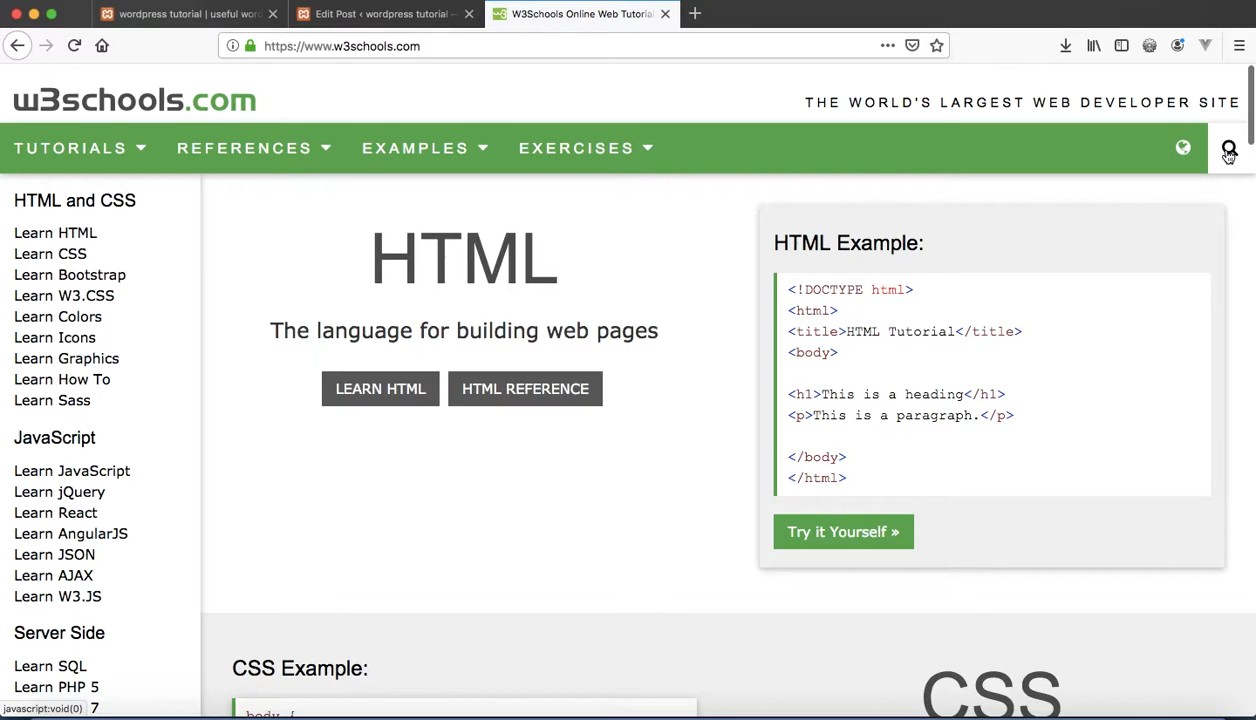 wordpress tutorial | useful word
Edit Post ‹ wordpress tutorial —
W3Schools Online Web Tutorial
https://www.w3schools.com
w3schools.com
THE WORLD'S LARGEST WEB DEVELOPER SITE
TUTORIALS REFERENCES EXAMPLES EXERCISES
HTML and CSS
Learn HTML
Learn CSS
Learn Bootstrap
Learn W3.CSS
Learn Colors
Learn Icons
Learn Graphics
Learn How To
Learn Sass
JavaScript
Learn JavaScript
Learn jQuery
Learn React
Learn AngularJS
Learn JSON
Learn AJAX
Learn W3.JS
Server Side
Learn SQL
Learn PHP 5
7
javascript:void(0)
HTML
The language for building web pages
LEARN HTML
HTML REFERENCE
HTML Example:
<!DOCTYPE html>
<html>
<title>HTML Tutorial</title>
<body>
<h1>This is a heading</h1>
<p>This is a paragraph.</p>
</body>
</html>
Try it Yourself »
CSS Example:
body {
CSS